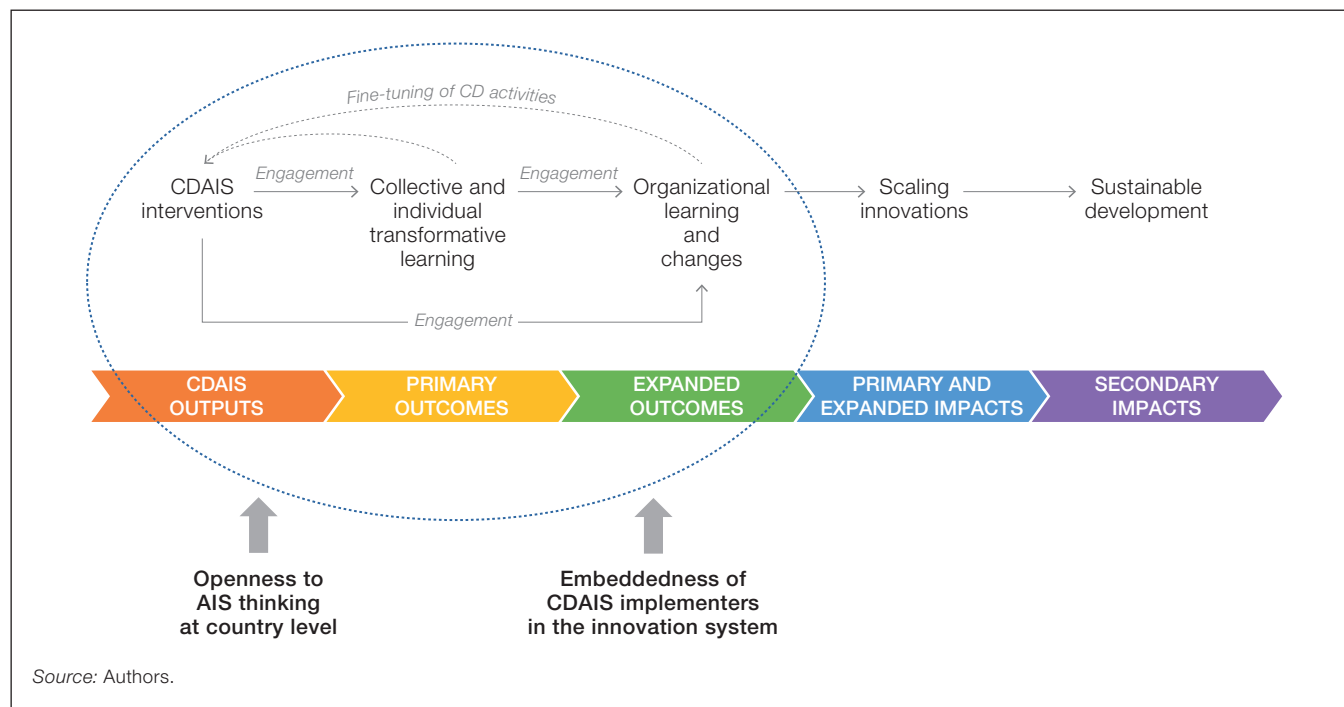 Fine-tuning of CD activities
CDAIS
interventions
Engagement
Collective and
individual
transformative
learning
Engagement
Organizational
learning
and
changes
Scaling
innovations
Sustainable
development
Engagement
CDAIS
OUTPUTS
PRIMARY
OUTCOMES
EXPANDED
OUTCOMES
PRIMARY AND
EXPANDED IMPACTS
SECONDARY
IMPACTS
Openness to
AIS thinking
at country level
Embeddedness of
CDAIS implementers
in the innovation system
Source: Authors.